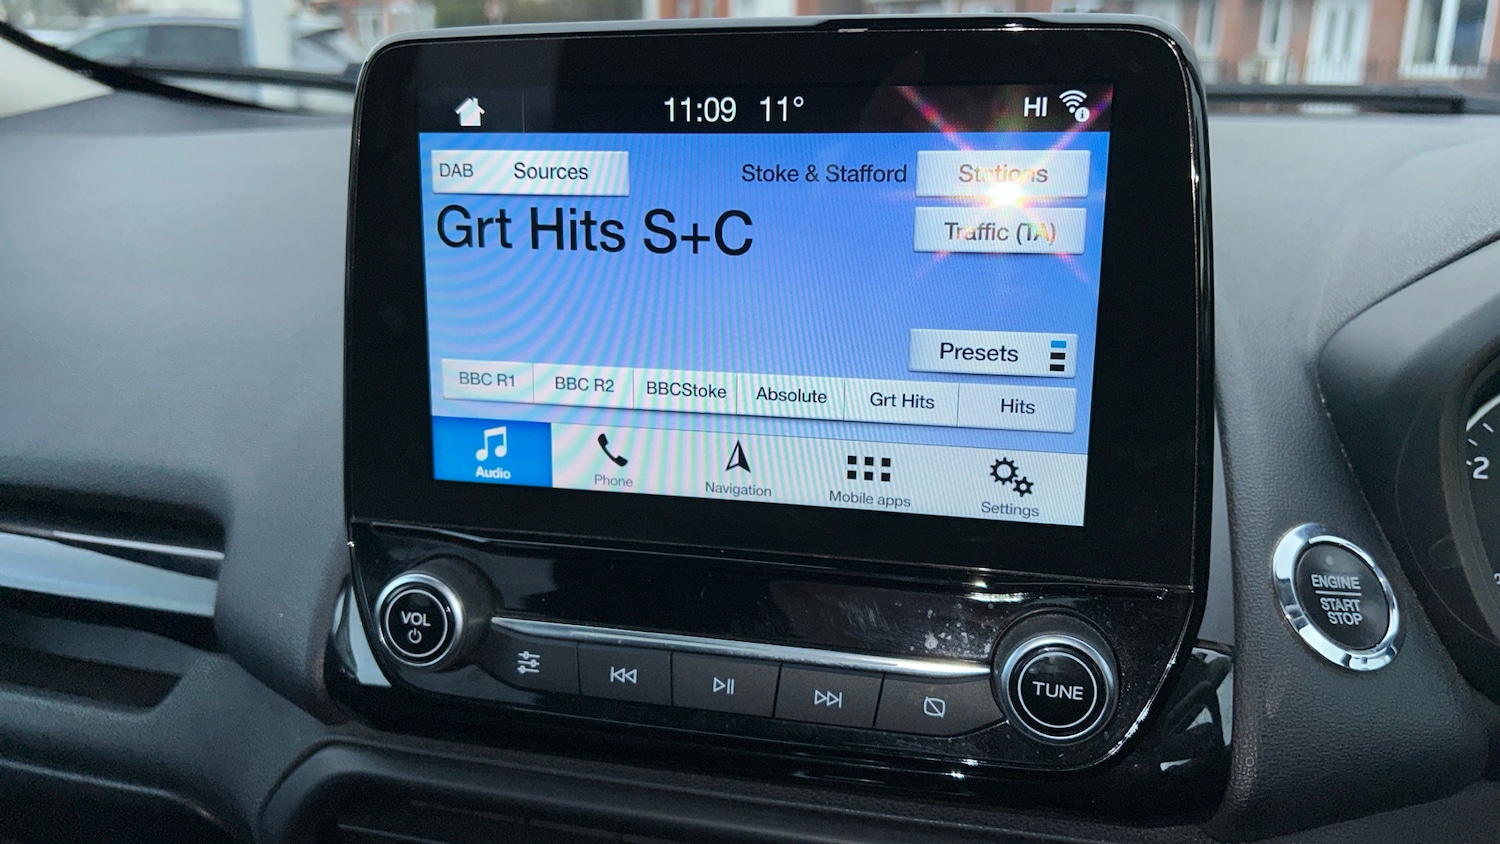 11:09 11° HI
DAB Sources Stoke & Stafford Stations
Grt Hits S+C Traffic (TA)
Presets
BBC R1 BBC R2 BBCStoke Absolute Grt Hits Hits
Audio Phone Navigation Mobile apps Settings
VOL
TUNE
ENGINE
START
STOP
2